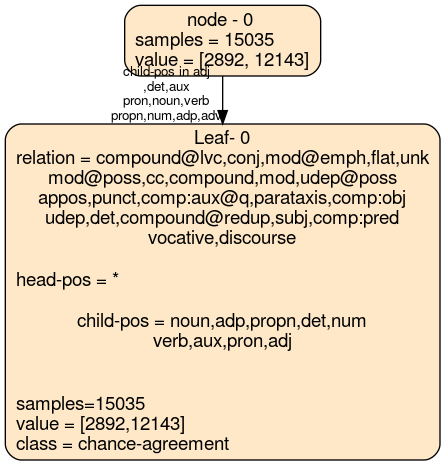 node - 0
samples = 15035
value = [2892, 12143]
child-pos in adj
,det,aux
pron,noun,verb
propn,num,adp,adv
Leaf- 0
relation = compound@lvc,conj,mod@emph,flat,unk
mod@poss,cc,compound,mod,udep@poss
appos,punct,comp:aux@q,parataxis,comp:obj
udep,det,compound@redup,subj,comp:pred
vocative,discourse
head-pos = *
child-pos = noun,adp,propn,det,num
verb,aux,pron,adj
samples=15035
value = [2892,12143]
class = chance-agreement